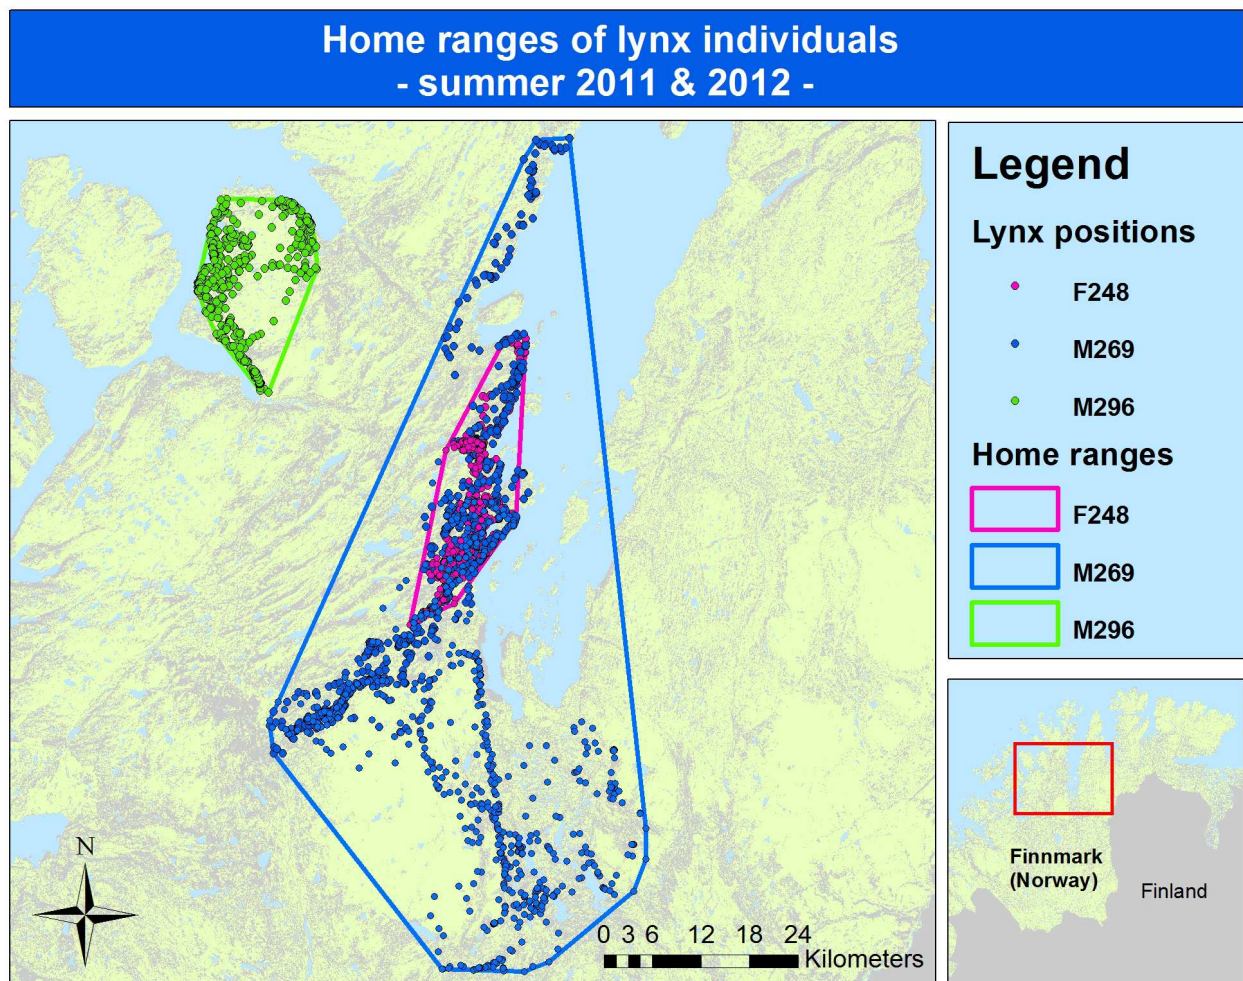 Home ranges of lynx individuals
- summer 2011 & 2012 -
Legend
Lynx positions
F248
M269
M296
Home ranges
F248
M269
M296
N
0 3 6 12 18 24
Kilometers
Finnmark
(Norway)
Finland